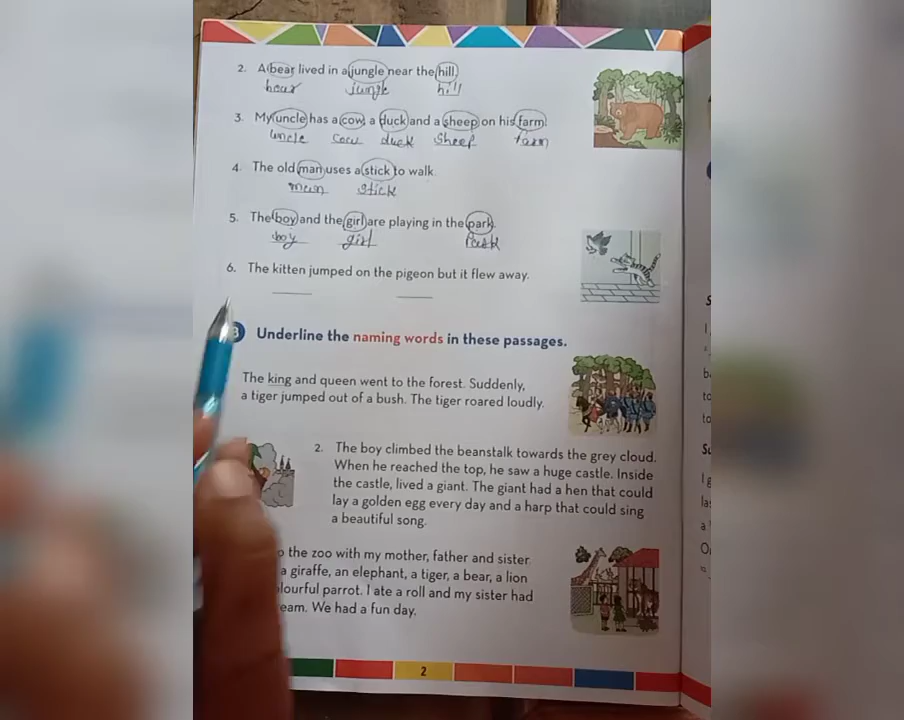 2. A bear lived in a jungle near the hill.
bear jungle hill
3. My uncle has a cow, a duck and a sheep on his farm.
uncle cow duck sheep farm
4. The old man uses a stick to walk.
man stick
5. The boy and the girl are playing in the park.
boy girl Park
6. The kitten jumped on the pigeon but it flew away.
Underline the naming words in these passages.
The king and queen went to the forest. Suddenly,
a tiger jumped out of a bush. The tiger roared loudly.
2. The boy climbed the beanstalk towards the grey cloud.
When he reached the top, he saw a huge castle. Inside
the castle, lived a giant. The giant had a hen that could
lay a golden egg every day and a harp that could sing
a beautiful song.
the zoo with my mother, father and sister
a giraffe, an elephant, a tiger, a bear, a lion
parrot. I ate a roll and my sister had
We had a fun day.
2